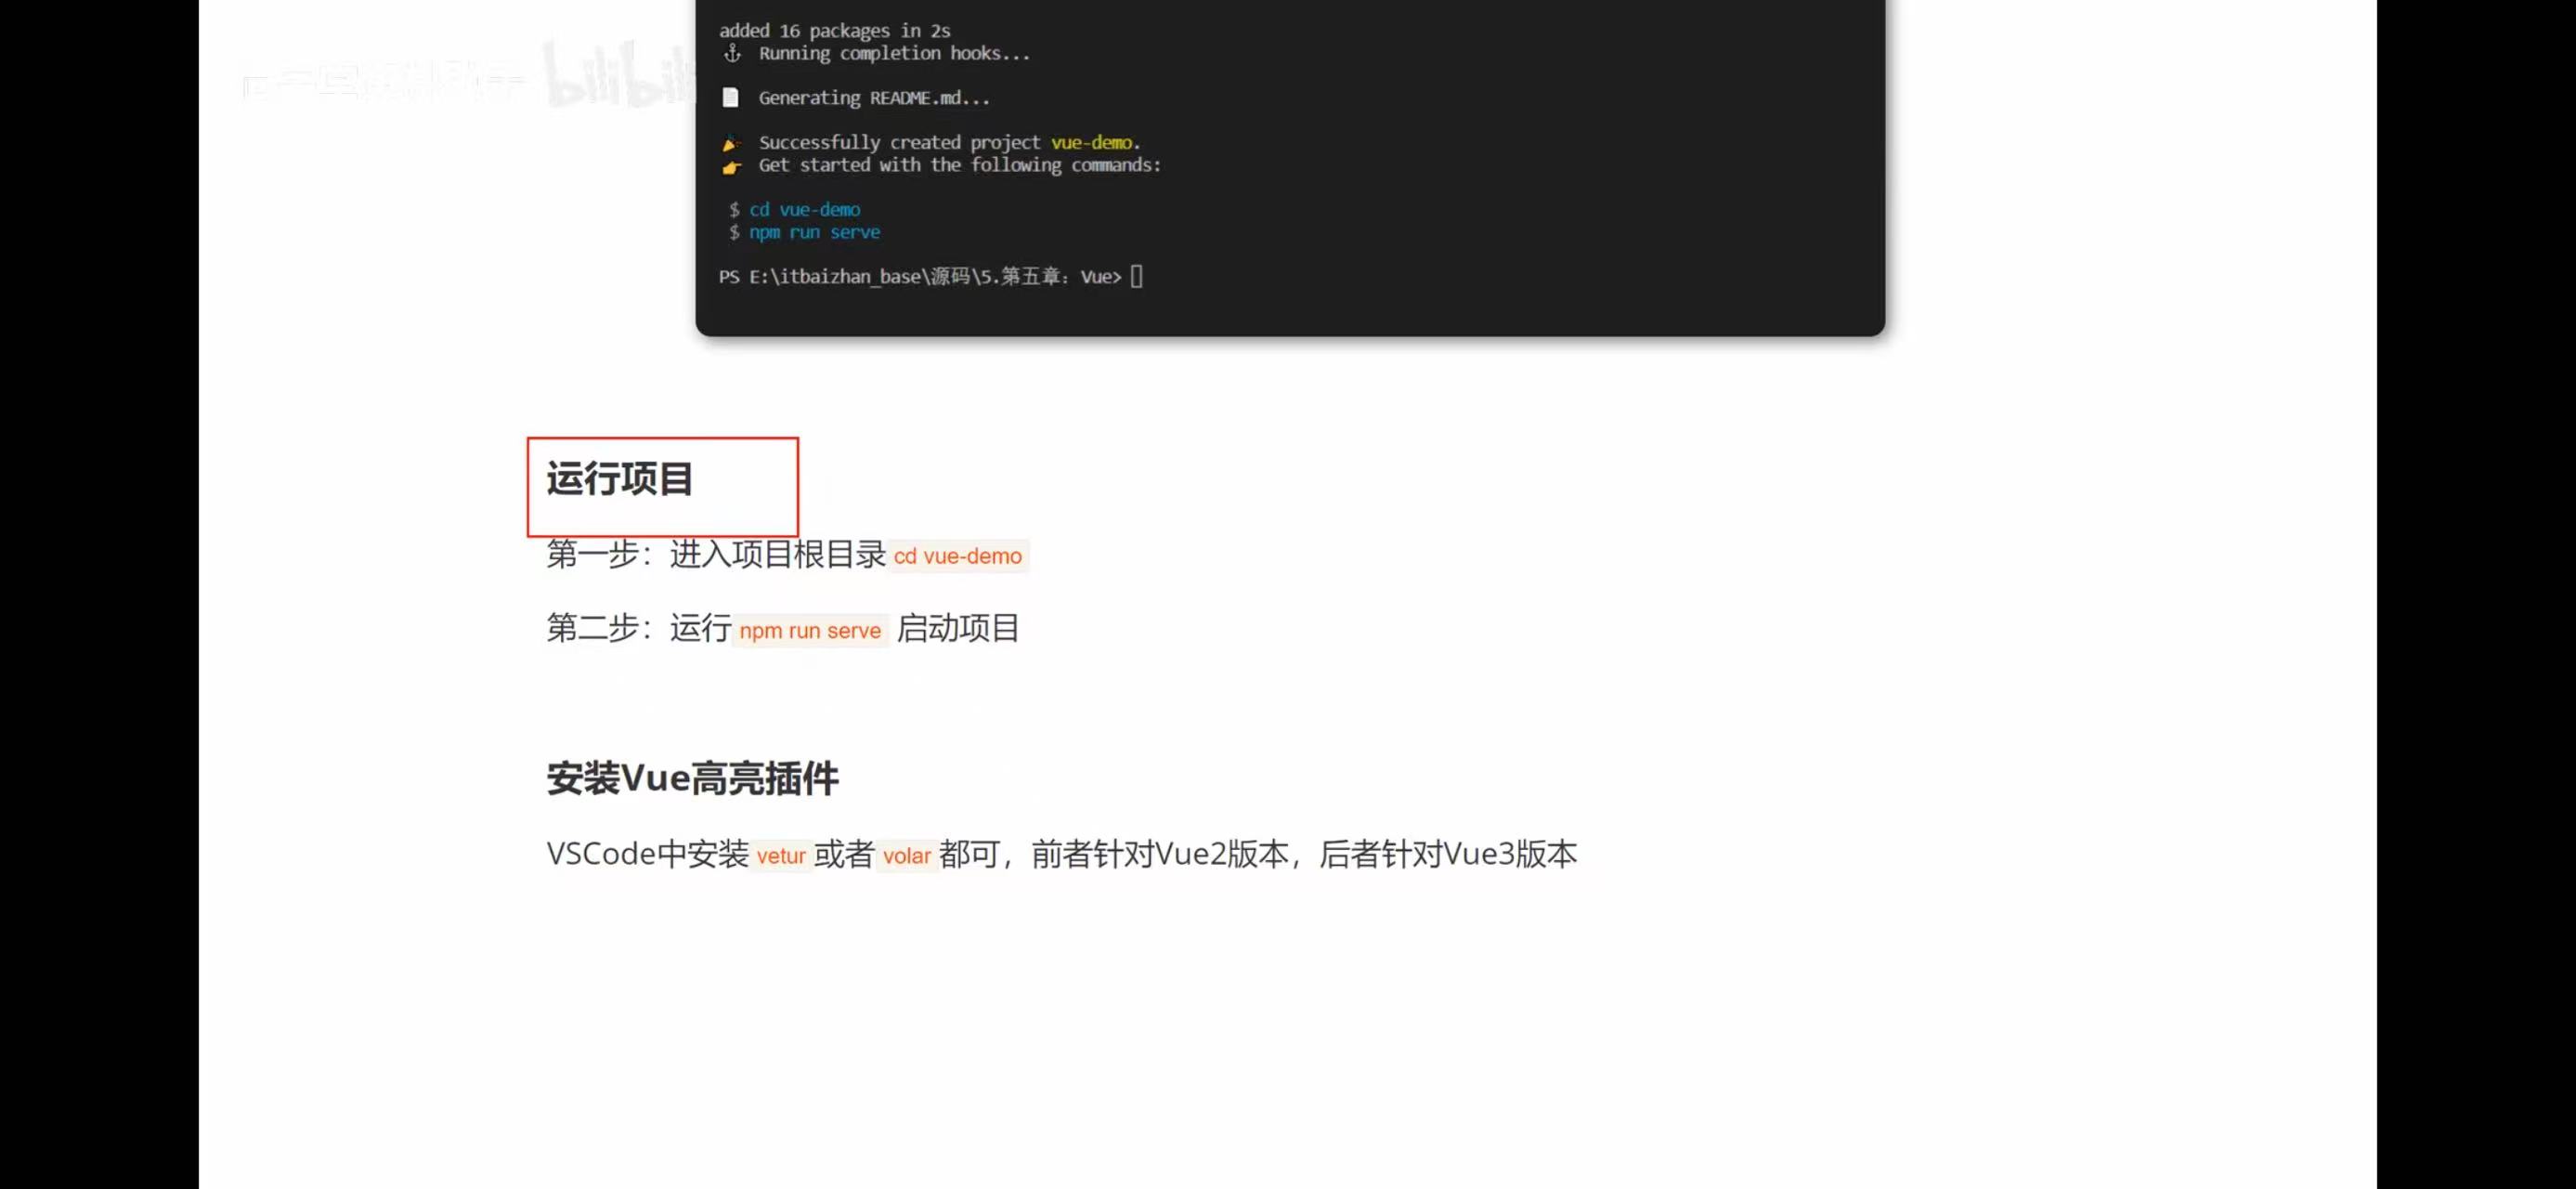 added 16 packages in 2s
⚓ Running completion hooks...
📄 Generating README.md...
🎉 Successfully created project vue-demo.
👉 Get started with the following commands:
$ cd vue-demo
$ npm run serve
PS E:\itbaizhan_base\源码\5.第五章：Vue>
运行项目
第一步：进入项目根目录 cd vue-demo
第二步：运行 npm run serve 启动项目
安装Vue高亮插件
VSCode中安装 vetur 或者 volar 都可，前者针对Vue2版本，后者针对Vue3版本